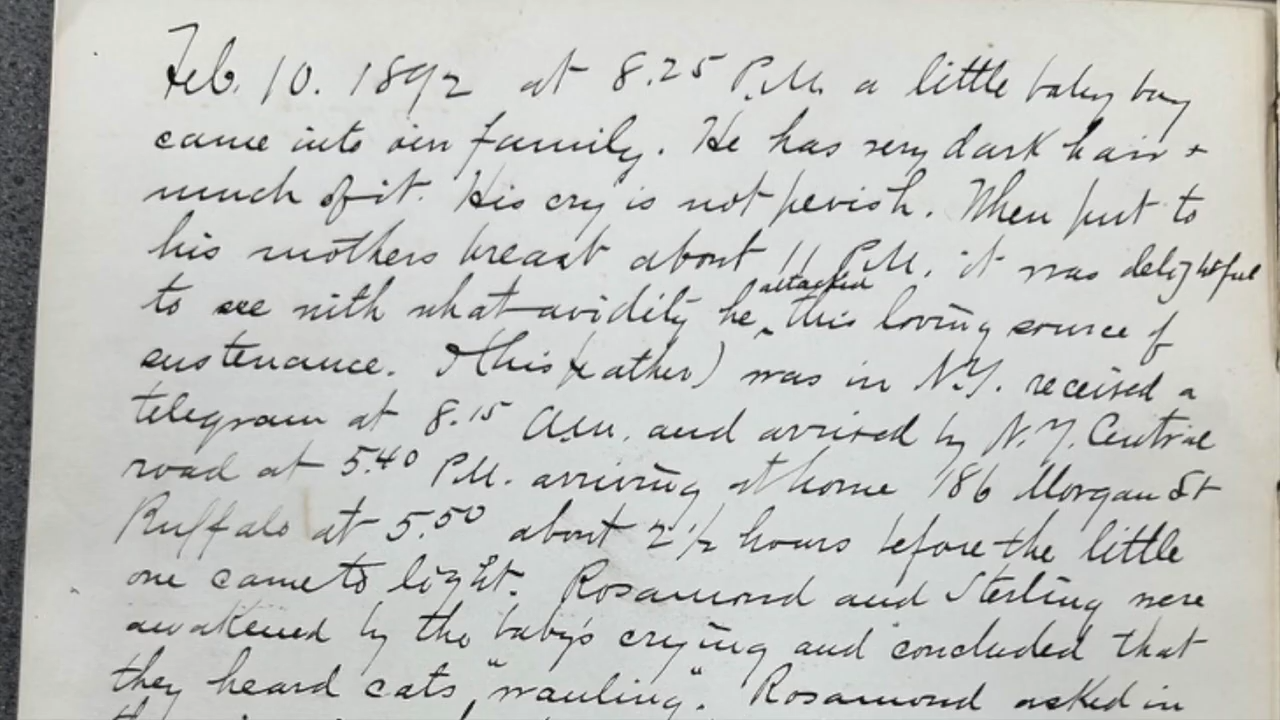 Feb. 10. 1892 at 8.25 P.M. a little baby boy
came into our family. He has very dark hair +
much of it. His cry is not pevish. When put to
his mothers breast about 11 P.M. it was delightful
to see with what avidity he attacked this loving source of
sustenance. I (his father) was in N.Y. received a
telegram at 8.15 A.M. and arrived by N.Y. Central
road at 5.40 P.M. arriving at home 186 Morgan St
Buffalo at 5.50 about 2 1/2 hours before the little
one came to light. Rosamond and Sterling were
awakened by the baby's crying and concluded that
they heard cats "wauling". Rosamond asked in